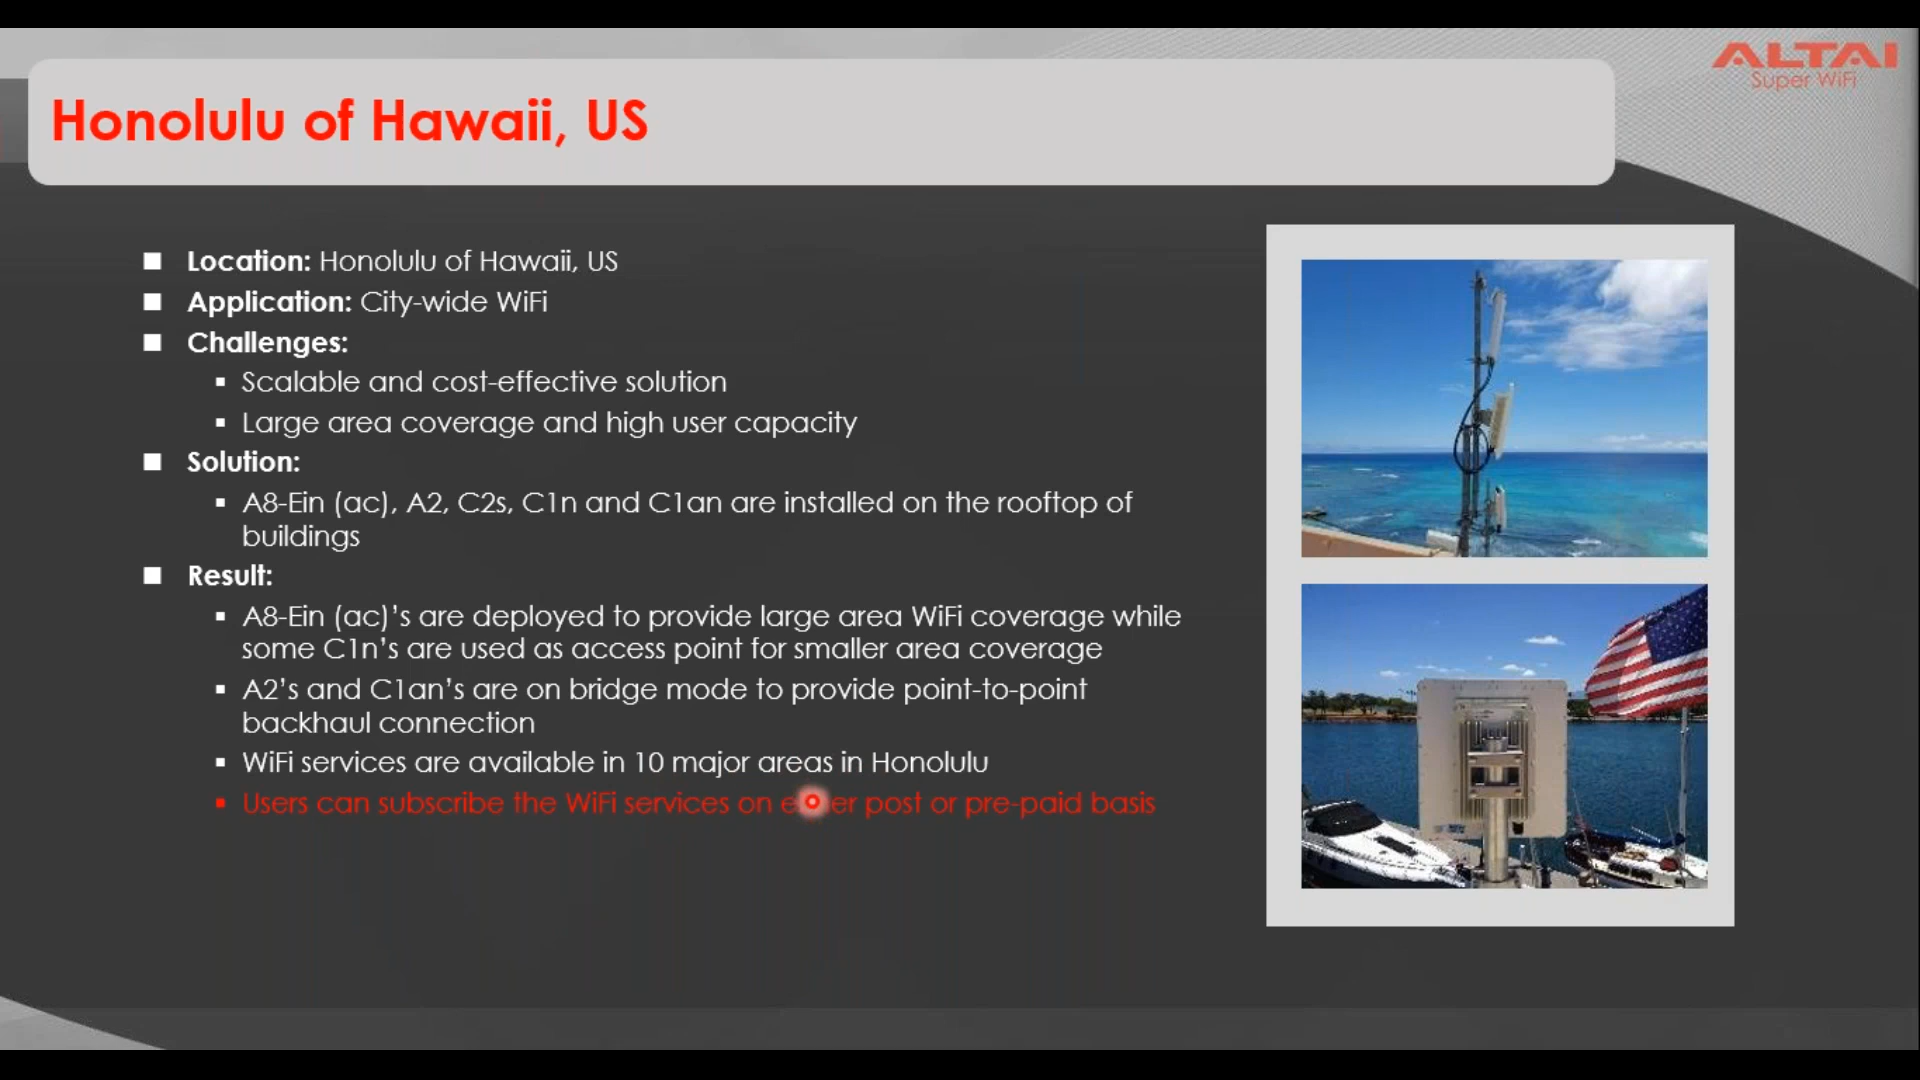 ALTAI
Super WiFi
Honolulu of Hawaii, US
■ Location: Honolulu of Hawaii, US
■ Application: City-wide WiFi
■ Challenges:
▪ Scalable and cost-effective solution
▪ Large area coverage and high user capacity
■ Solution:
▪ A8-Ein (ac), A2, C2s, C1n and C1an are installed on the rooftop of
buildings
■ Result:
▪ A8-Ein (ac)’s are deployed to provide large area WiFi coverage while
some C1n’s are used as access point for smaller area coverage
▪ A2’s and C1an’s are on bridge mode to provide point-to-point
backhaul connection
▪ WiFi services are available in 10 major areas in Honolulu
▪ Users can subscribe the WiFi services on post or pre-paid basis